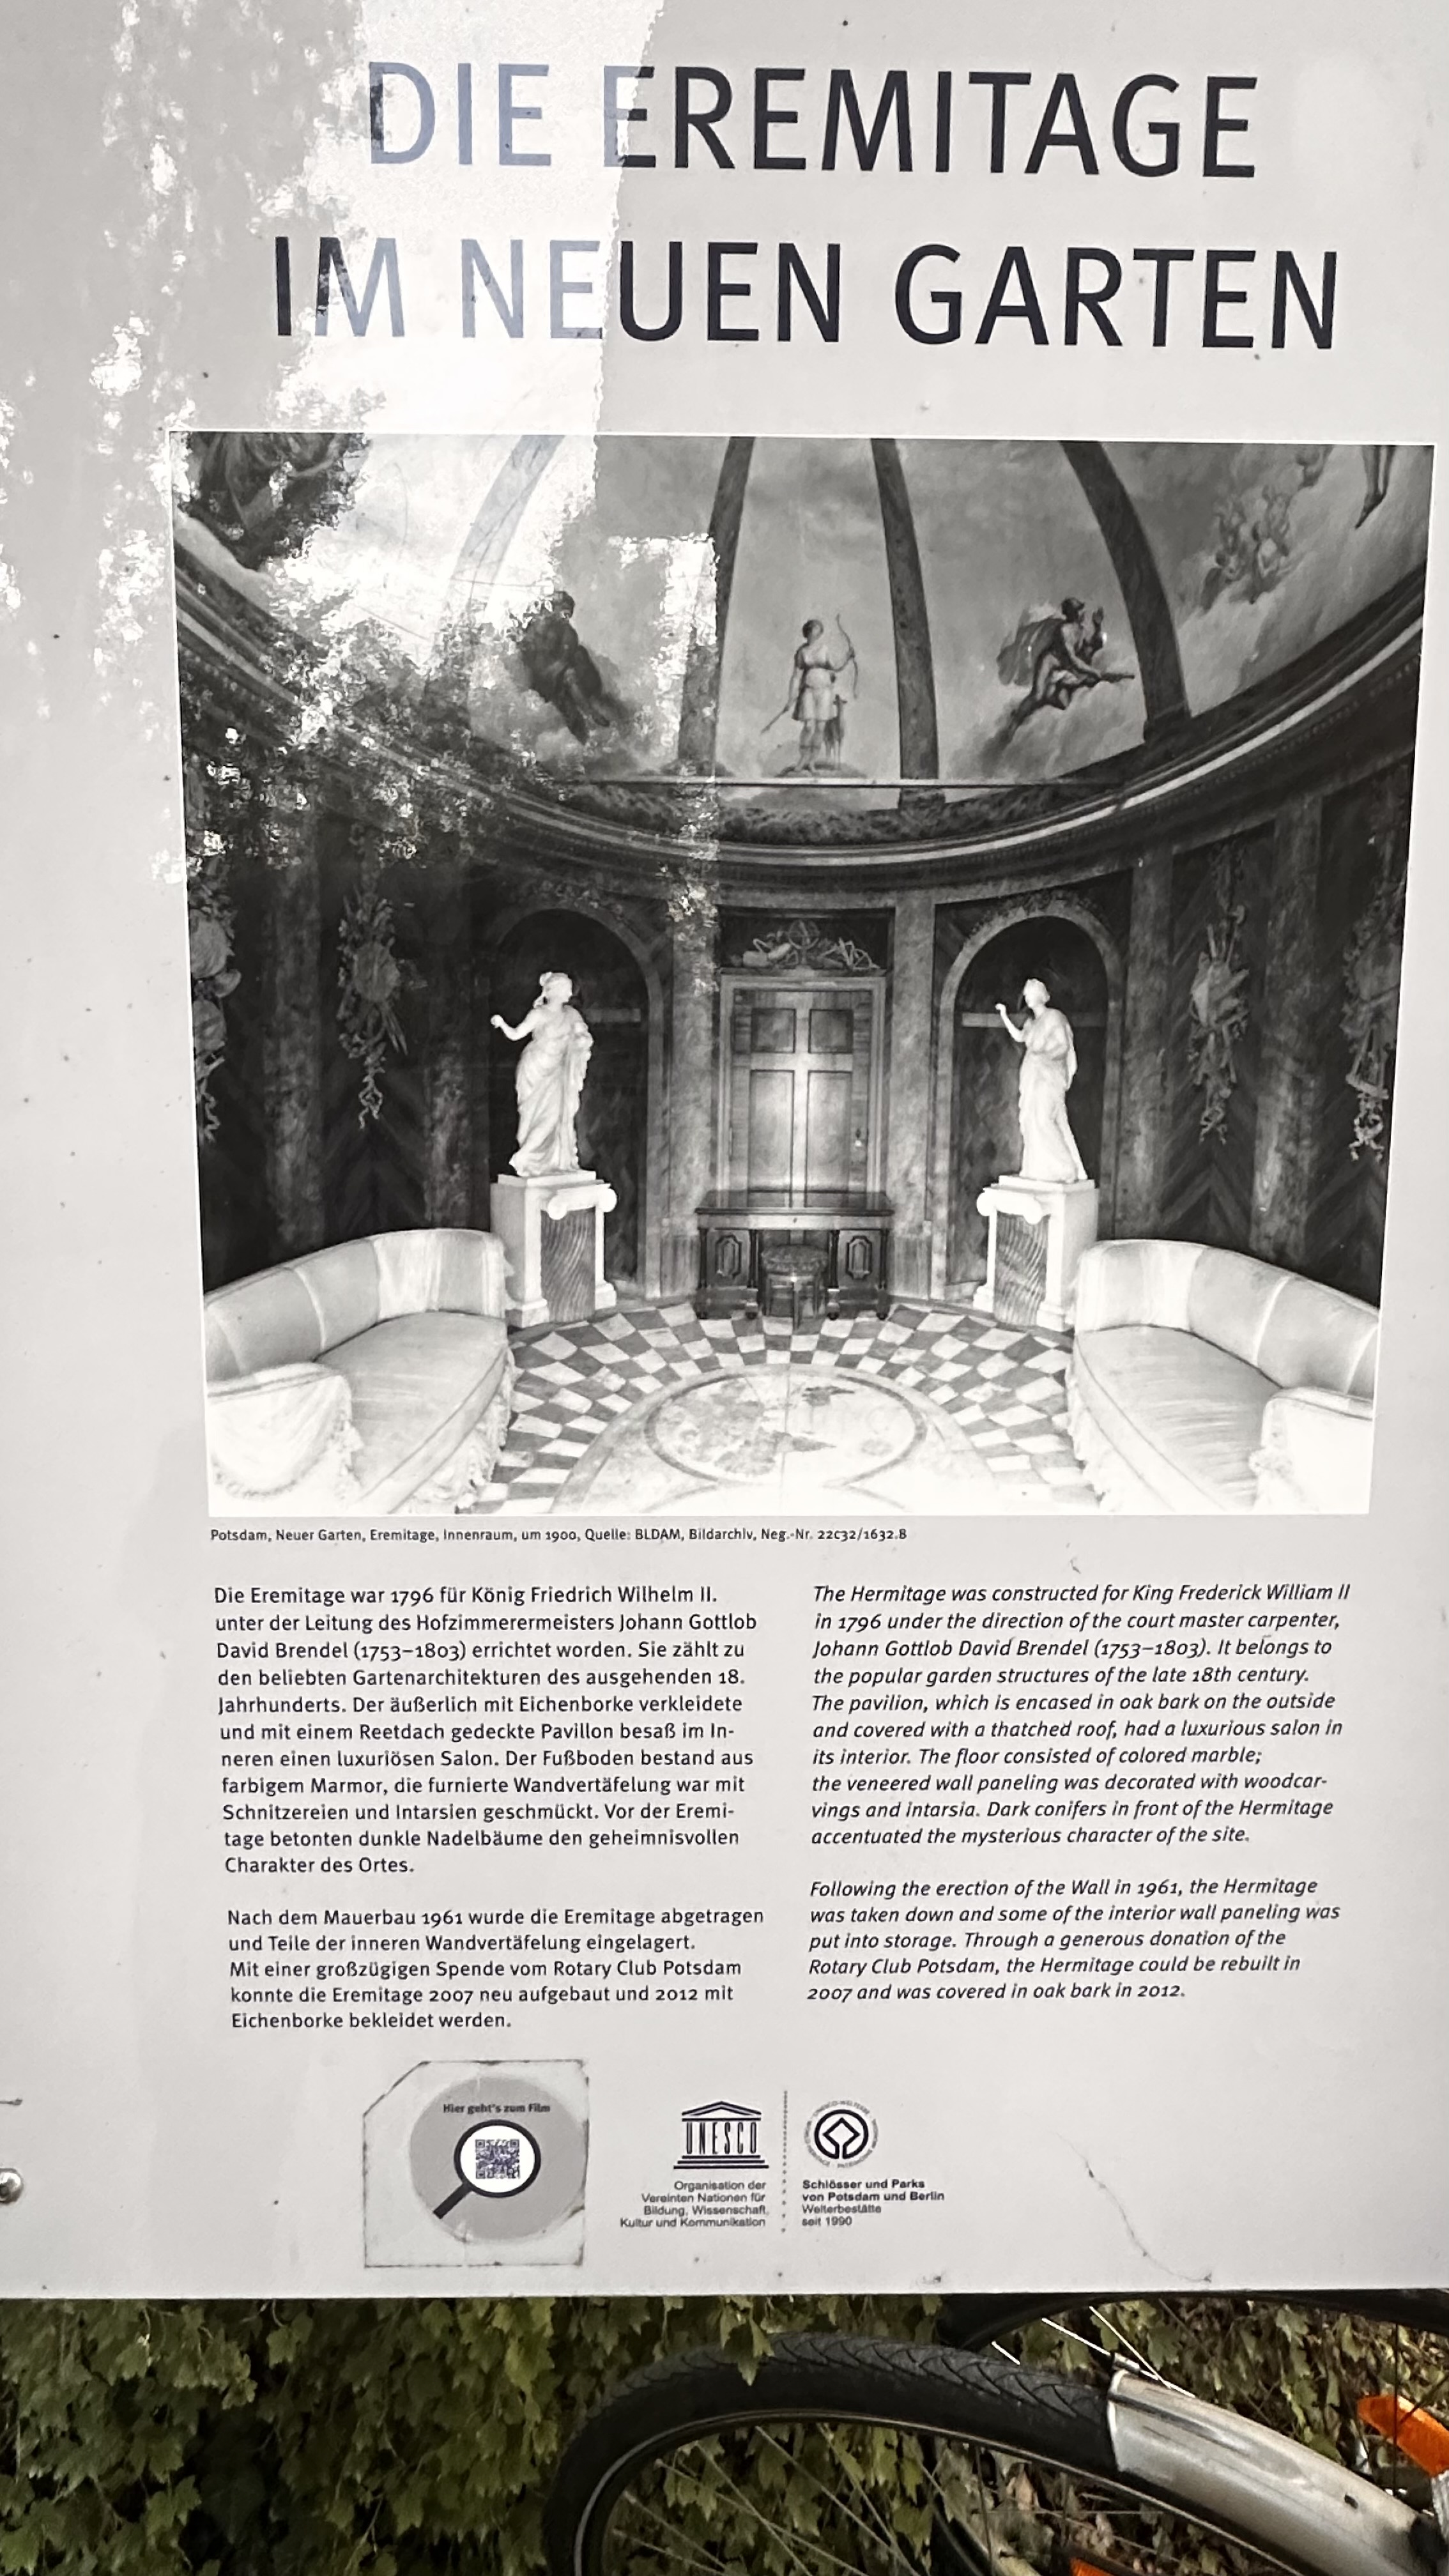 DIE EREMITAGE
IM NEUEN GARTEN
Potsdam, Neuer Garten, Eremitage, Innenraum, um 1900, Quelle: BLDAM, Bildarchiv, Neg.-Nr. 22c32/1632.8
Die Eremitage war 1796 für König Friedrich Wilhelm II.
unter der Leitung des Hofzimmerermeisters Johann Gottlob
David Brendel (1753–1803) errichtet worden. Sie zählt zu
den beliebten Gartenarchitekturen des ausgehenden 18.
Jahrhunderts. Der äußerlich mit Eichenborke verkleidete
und mit einem Reetdach gedeckte Pavillon besaß im In-
neren einen luxuriösen Salon. Der Fußboden bestand aus
farbigem Marmor, die furnierte Wandvertäfelung war mit
Schnitzereien und Intarsien geschmückt. Vor der Eremi-
tage betonten dunkle Nadelbäume den geheimnisvollen
Charakter des Ortes.
Nach dem Mauerbau 1961 wurde die Eremitage abgetragen
und Teile der inneren Wandvertäfelung eingelagert.
Mit einer großzügigen Spende vom Rotary Club Potsdam
konnte die Eremitage 2007 neu aufgebaut und 2012 mit
Eichenborke bekleidet werden.
The Hermitage was constructed for King Frederick William II
in 1796 under the direction of the court master carpenter,
Johann Gottlob David Brendel (1753–1803). It belongs to
the popular garden structures of the late 18th century.
The pavilion, which is encased in oak bark on the outside
and covered with a thatched roof, had a luxurious salon in
its interior. The floor consisted of colored marble;
the veneered wall paneling was decorated with woodcar-
vings and intarsia. Dark conifers in front of the Hermitage
accentuated the mysterious character of the site.
Following the erection of the Wall in 1961, the Hermitage
was taken down and some of the interior wall paneling was
put into storage. Through a generous donation of the
Rotary Club Potsdam, the Hermitage could be rebuilt in
2007 and was covered in oak bark in 2012.
Hier geht's zum Film
UNESCO
Organisation der
Vereinten Nationen für
Bildung, Wissenschaft,
Kultur und Kommunikation
Schlösser und Parks
von Potsdam und Berlin
Welterbestätte
seit 1990